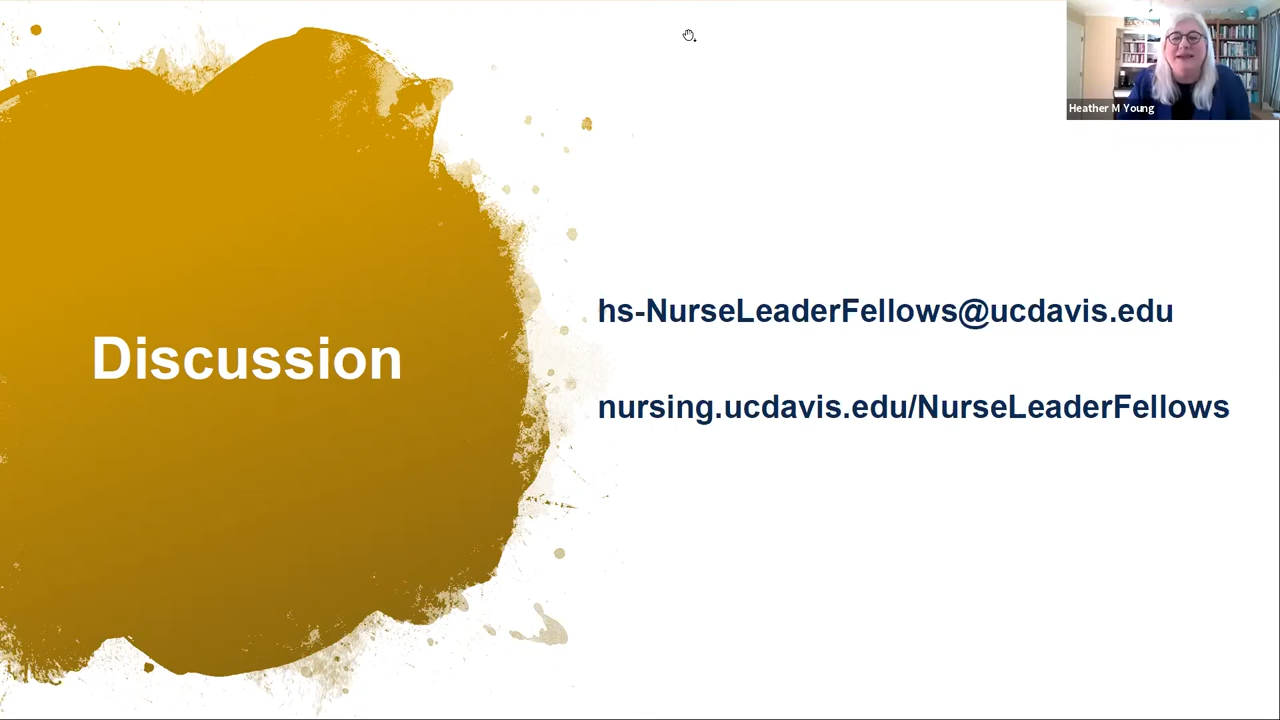 Heather M Young
Discussion
hs-NurseLeaderFellows@ucdavis.edu
nursing.ucdavis.edu/NurseLeaderFellows